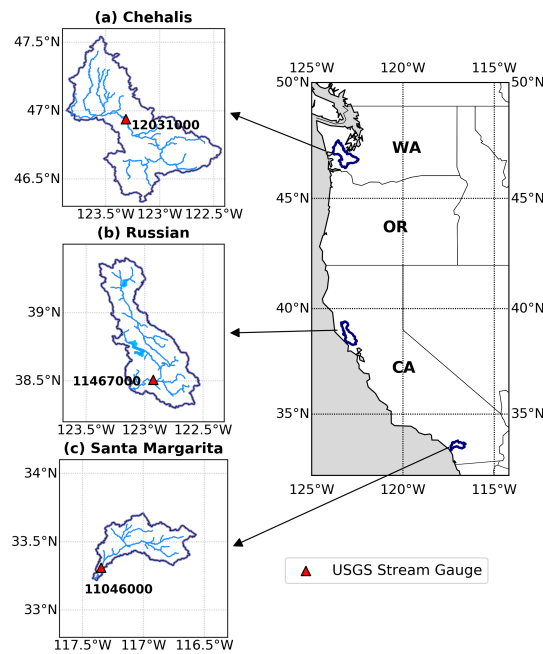 (a) Chehalis
47.5°N
47°N
46.5°N
12031000
123.5°W
123°W
122.5°W
(b) Russian
39°N
38.5°N
11467000
123.5°W
122.5°W
(c) Santa Margarita
34°N
33.5°N
33°N
11046000
117.5°W
117°W
116.5°W
125°W
120°W
115°W
50°N
50°N
WA
45°N
45°N
OR
40°N
40°N
CA
35°N
35°N
125°W
120°W
115°W
USGS Stream Gauge